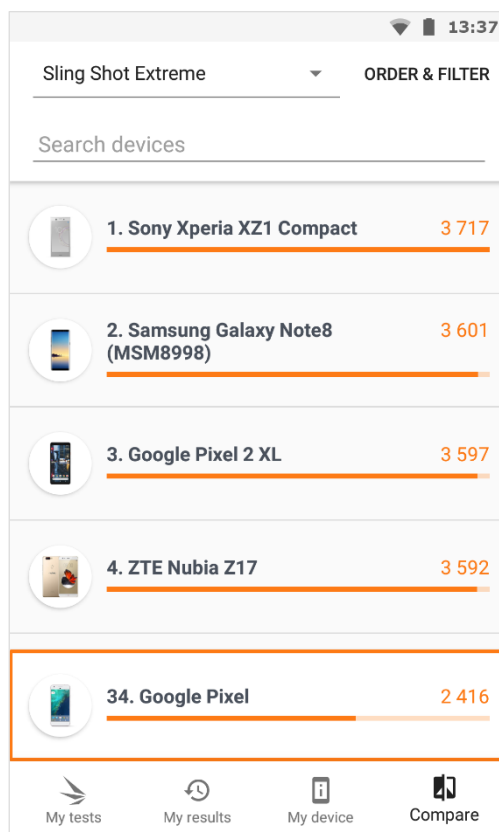 13:37
Sling Shot Extreme
ORDER & FILTER
Search devices
1. Sony Xperia XZ1 Compact
3 717
2. Samsung Galaxy Note8
(MSM8998)
3 601
3. Google Pixel 2 XL
3 597
4. ZTE Nubia Z17
3 592
34. Google Pixel
2 416
My tests
My results
My device
Compare